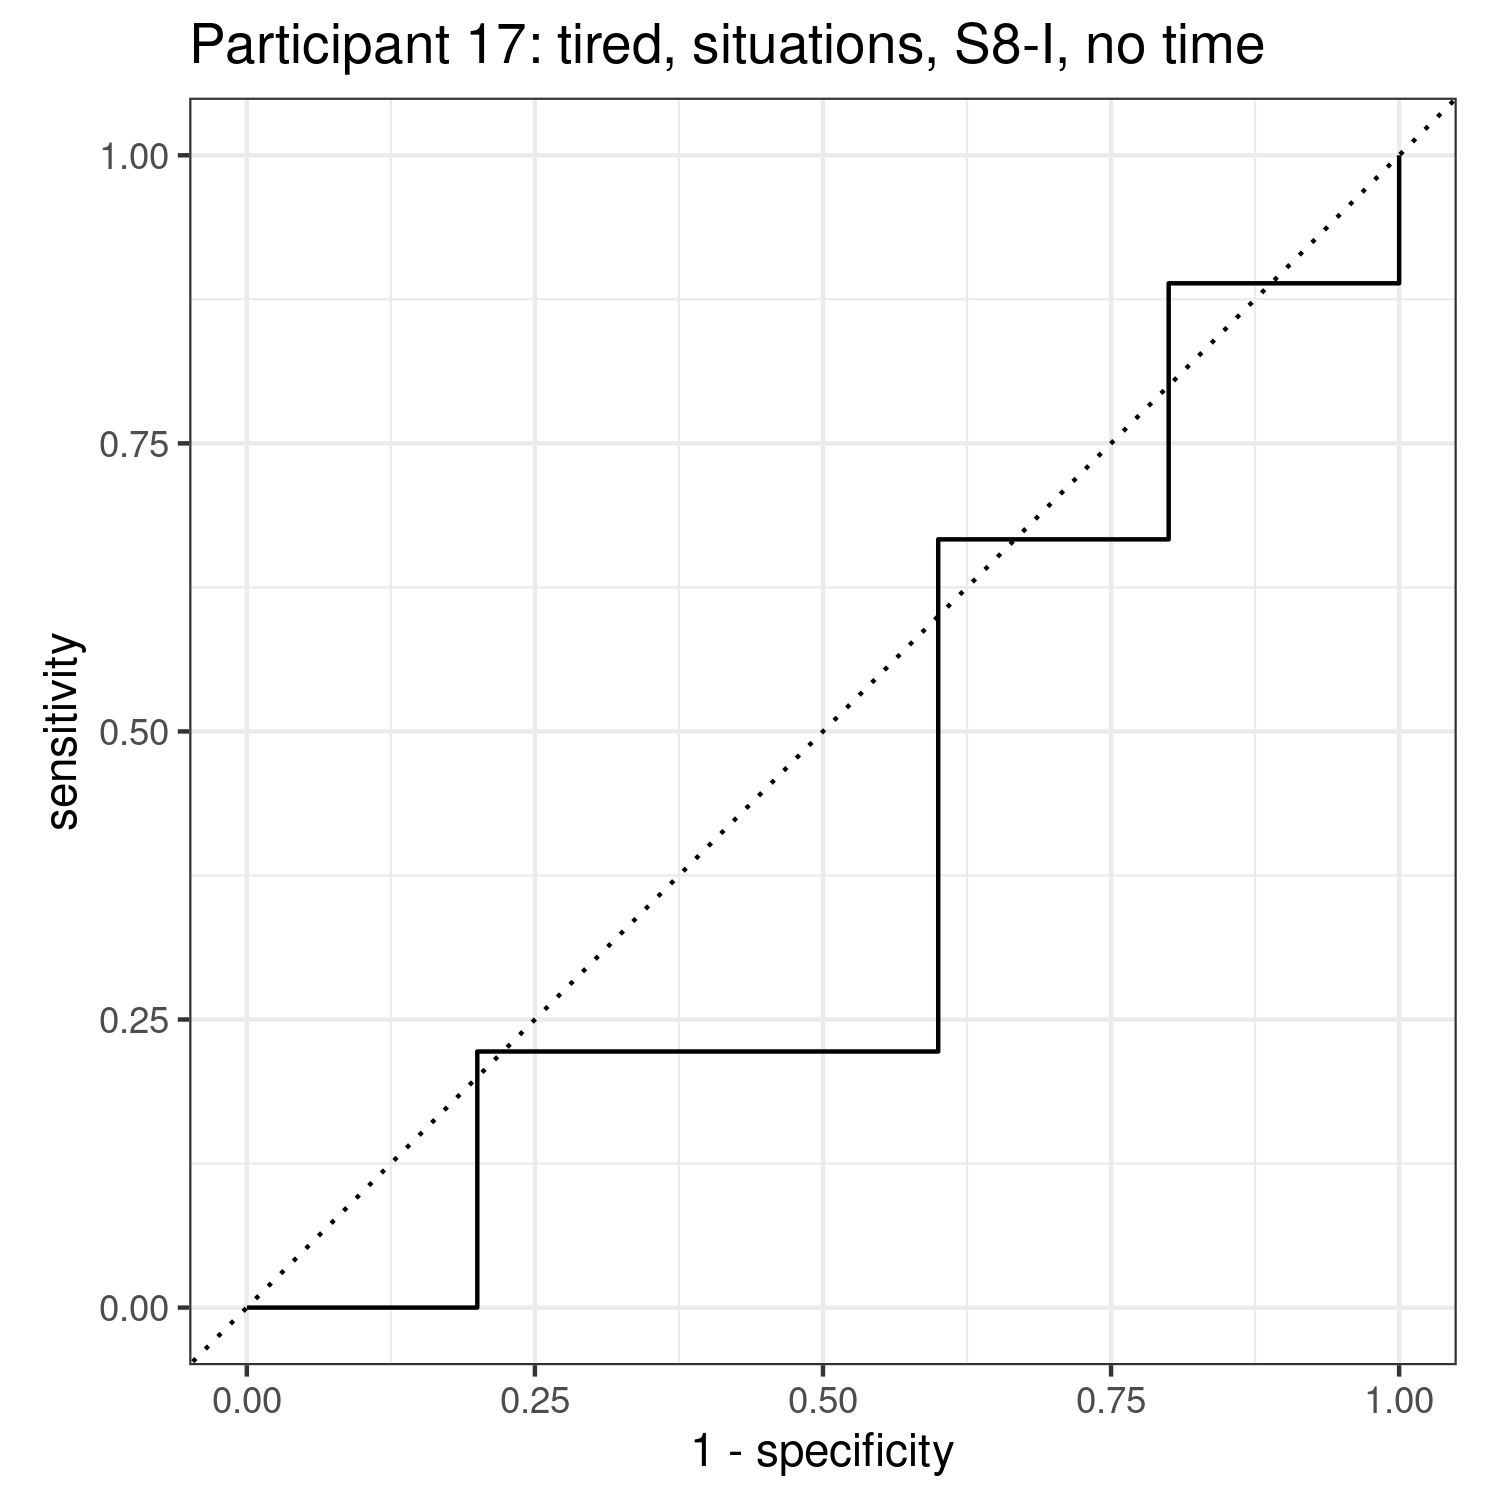 Participant 17: tired, situations, S8-I, no time
1.00
0.75
0.50
0.25
0.00
sensitivity
0.00 0.25 0.50 0.75 1.00
1 - specificity